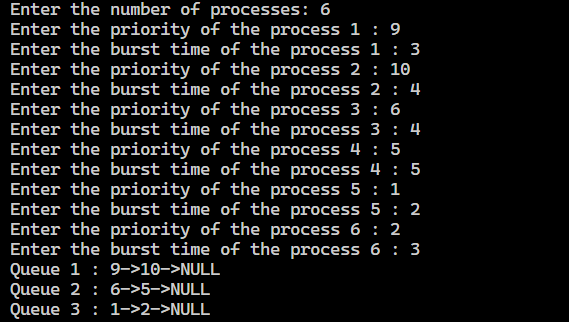 Enter the number of processes: 6
Enter the priority of the process 1 : 9
Enter the burst time of the process 1 : 3
Enter the priority of the process 2 : 10
Enter the burst time of the process 2 : 4
Enter the priority of the process 3 : 6
Enter the burst time of the process 3 : 4
Enter the priority of the process 4 : 5
Enter the burst time of the process 4 : 5
Enter the priority of the process 5 : 1
Enter the burst time of the process 5 : 2
Enter the priority of the process 6 : 2
Enter the burst time of the process 6 : 3
Queue 1 : 9->10->NULL
Queue 2 : 6->5->NULL
Queue 3 : 1->2->NULL